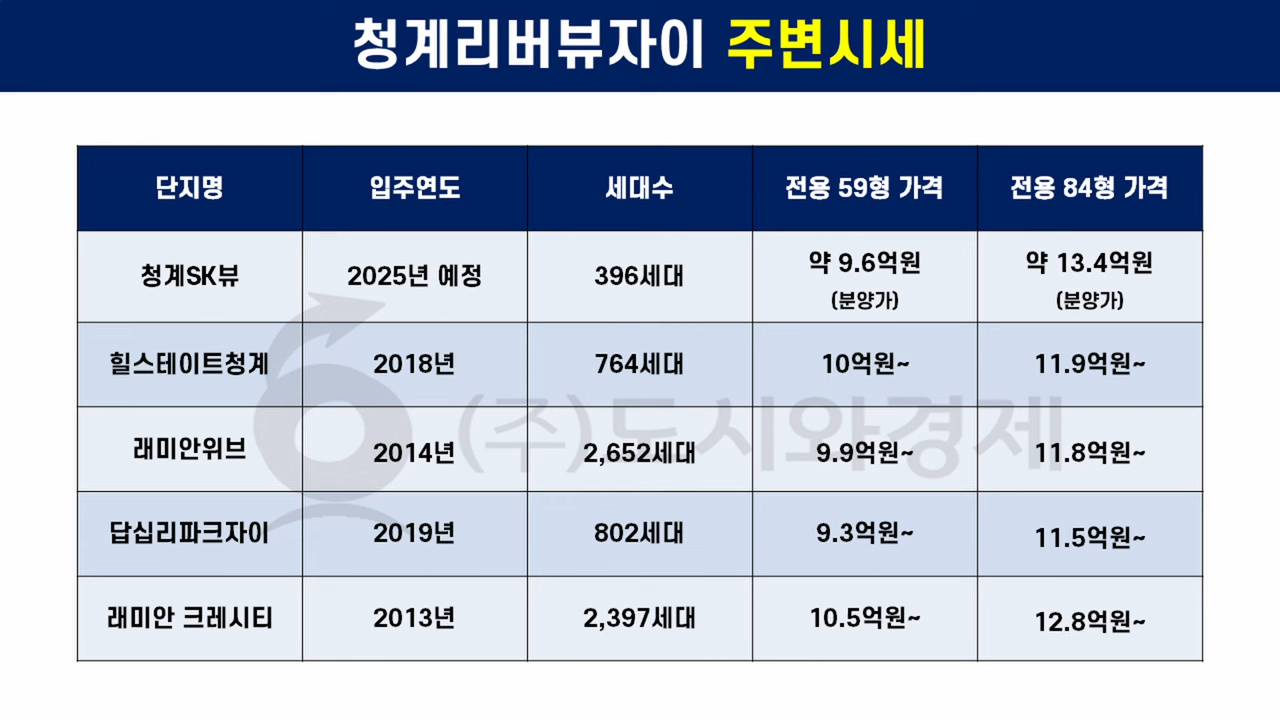 청계리버뷰자이 주변시세
단지명 입주연도 세대수 전용 59형 가격 전용 84형 가격
청계SK뷰 2025년 예정 396세대 약 9.6억원 약 13.4억원
(분양가) (분양가)
힐스테이트청계 2018년 764세대 10억원~ 11.9억원~
래미안위브 2014년 2,652세대 9.9억원~ 11.8억원~
답십리파크자이 2019년 802세대 9.3억원~ 11.5억원~
래미안 크레시티 2013년 2,397세대 10.5억원~ 12.8억원~
(주)도시와경제